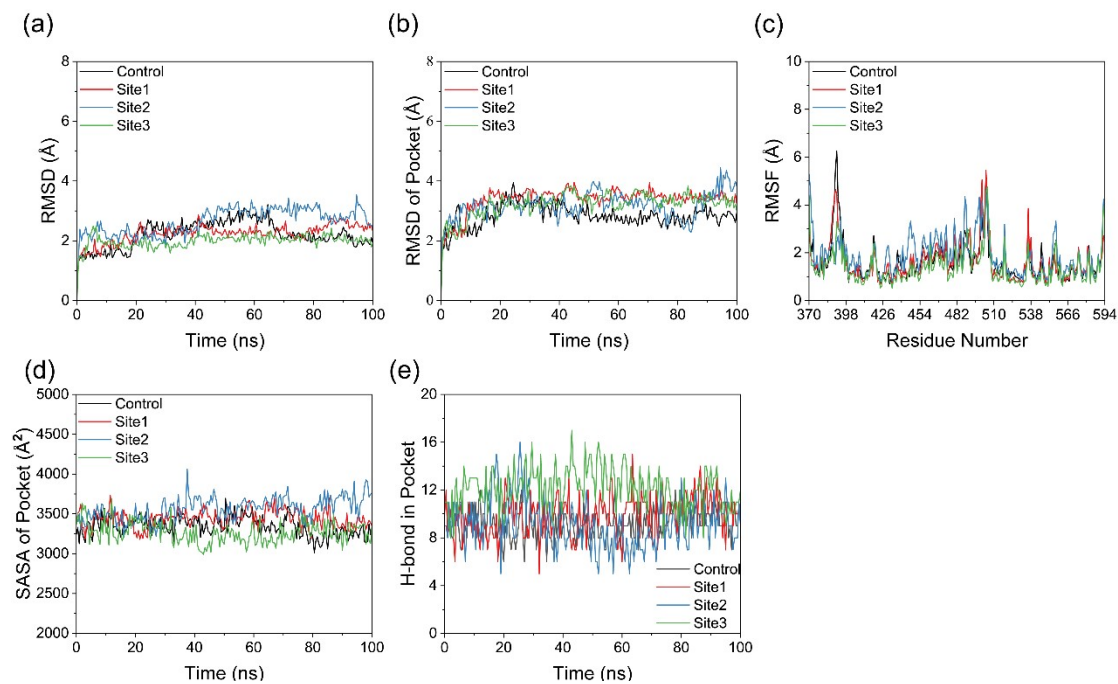 (a)
8
6
4
2
0
RMSD (Å)
Control
Site1
Site2
Site3
0 20 40 60 80 100
Time (ns)
(b)
8
6
4
2
0
RMSD of Pocket (Å)
Control
Site1
Site2
Site3
0 20 40 60 80 100
Time (ns)
(c)
10
8
6
4
2
0
RMSF (Å)
Control
Site1
Site2
Site3
370 398 426 454 482 510 538 566 594
Residue Number
(d)
5000
4500
4000
3500
3000
2500
2000
SASA of Pocket (Å²)
Control
Site1
Site2
Site3
0 20 40 60 80 100
Time (ns)
(e)
20
16
12
8
4
0
H-bond in Pocket
Control
Site1
Site2
Site3
0 20 40 60 80 100
Time (ns)